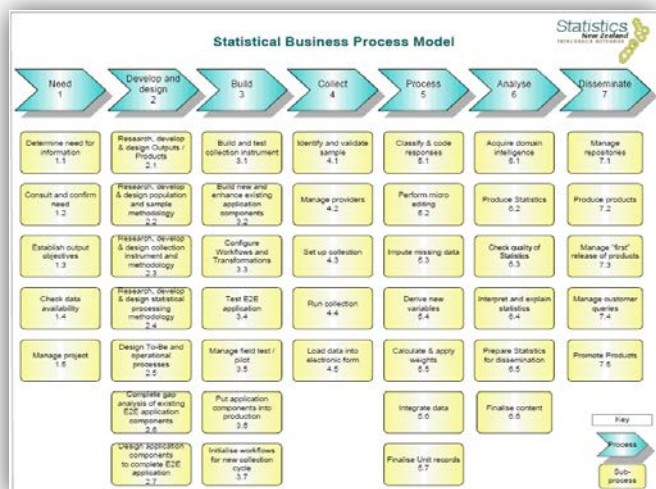 Statistics
New Zealand
TATAURANGA AOTEAROA
Statistical Business Process Model
Need
1
Develop and
design
2
Build
3
Collect
4
Process
5
Analyse
6
Disseminate
7
Determine need for
information
1.1
Consult and confirm
need
1.2
Establish output
objectives
1.3
Check data
availability
1.4
Manage project
1.5
Research, develop
& design Outputs /
Products
2.1
Research, develop
& design population
and sample
methodology
2.2
Research, develop
& design collection
instrument and
methodology
2.3
Research, develop
& design statistical
processing
methodology
2.4
Design To-Be and
operational
processes
2.5
Complete gap
analysis of existing
E2E application
components
2.6
Design application
components
to complete E2E
application
2.7
Build and test
collection instrument
3.1
Build new and
enhance existing
application
components
3.2
Configure
Workflows and
Transformations
3.3
Test E2E
application
3.4
Manage field test /
pilot
3.5
Put application
components into
production
3.6
Initialise workflows
for new collection
cycle
3.7
Identify and validate
sample
4.1
Manage providers
4.2
Set up collection
4.3
Run collection
4.4
Load data into
electronic form
4.5
Classify & code
responses
5.1
Perform micro
editing
5.2
Impute missing data
5.3
Derive new
variables
5.4
Calculate & apply
weights
5.5
Integrate data
5.6
Finalise Unit records
5.7
Acquire domain
intelligence
6.1
Produce Statistics
6.2
Check quality of
Statistics
6.3
Interpret and explain
statistics
6.4
Prepare Statistics
for dissemination
6.5
Finalise content
6.6
Manage
repositories
7.1
Produce products
7.2
Manage "first"
release of products
7.3
Manage customer
queries
7.4
Promote Products
7.5
Key
Process
Sub-
process